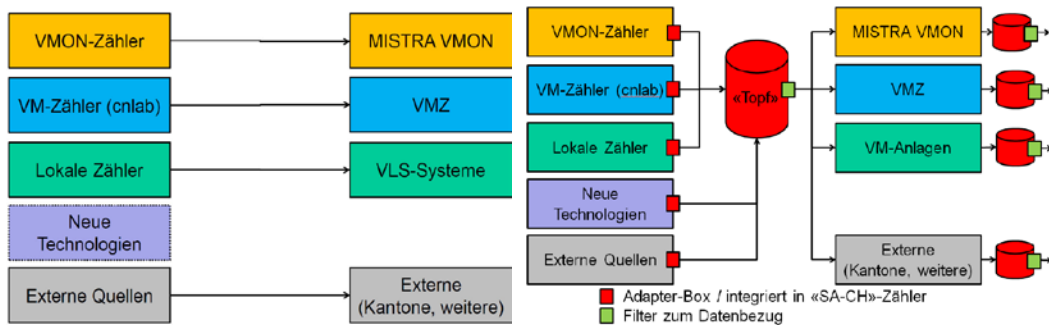 VMON-Zähler
MISTRA VMON
VM-Zähler (cnlab)
VMZ
Lokale Zähler
VLS-Systeme
Neue
Technologien
Externe Quellen
Externe
(Kantone, weitere)
VMON-Zähler
VM-Zähler (cnlab)
Lokale Zähler
Neue
Technologien
Externe Quellen
«Topf»
MISTRA VMON
VMZ
VM-Anlagen
Externe
(Kantone, weitere)
Adapter-Box / integriert in «SA-CH»-Zähler
Filter zum Datenbezug